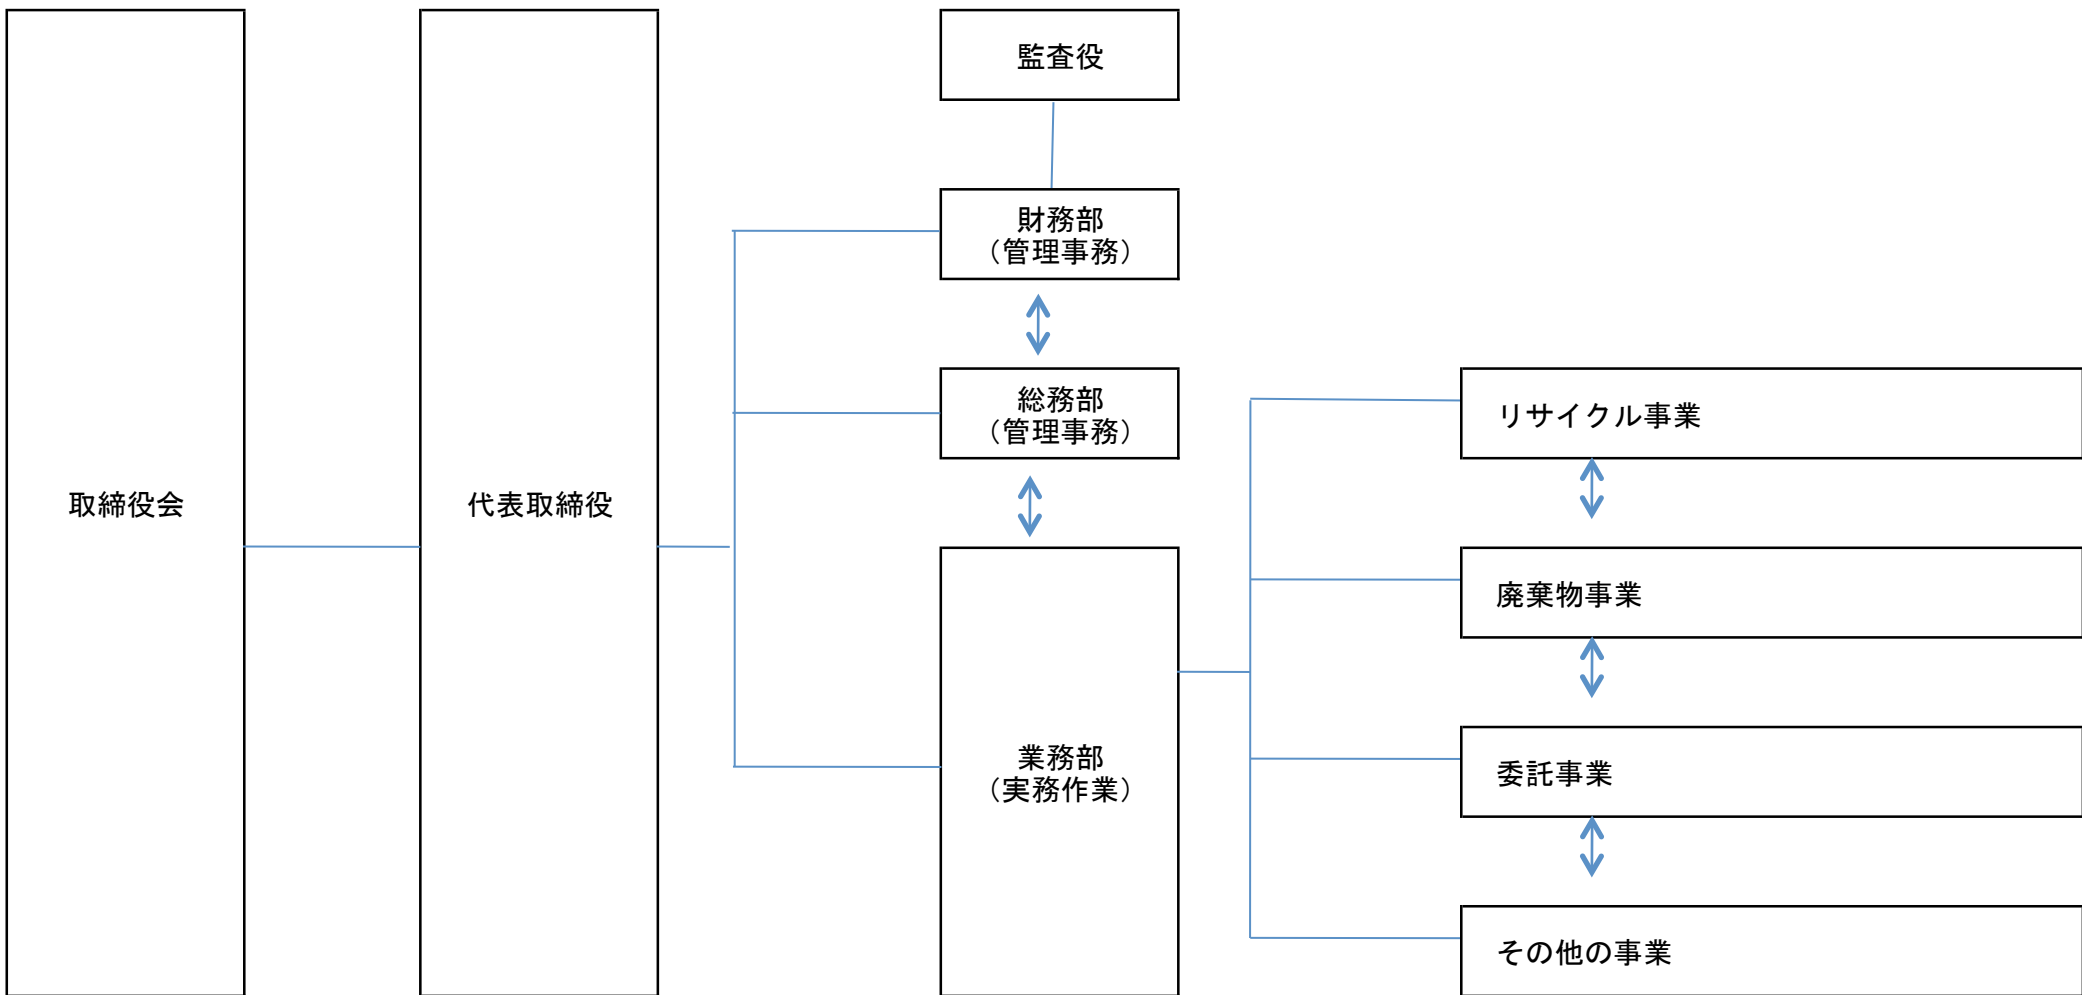 取締役会
代表取締役
監査役
財務部
（管理事務）
総務部
（管理事務）
業務部
（実務作業）
リサイクル事業
廃棄物事業
委託事業
その他の事業